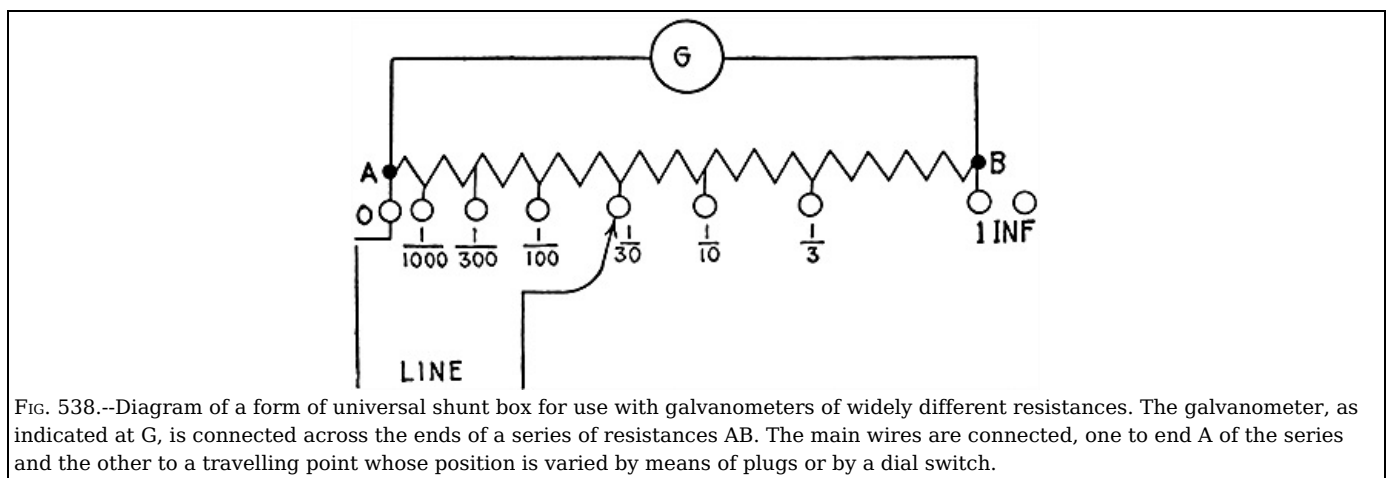 G
A
B
0
1/1000 1/300 1/100 1/30 1/10 1/3 1 INF
LINE
FIG. 538.--Diagram of a form of universal shunt box for use with galvanometers of widely different resistances. The galvanometer, as
indicated at G, is connected across the ends of a series of resistances AB. The main wires are connected, one to end A of the series
and the other to a travelling point whose position is varied by means of plugs or by a dial switch.